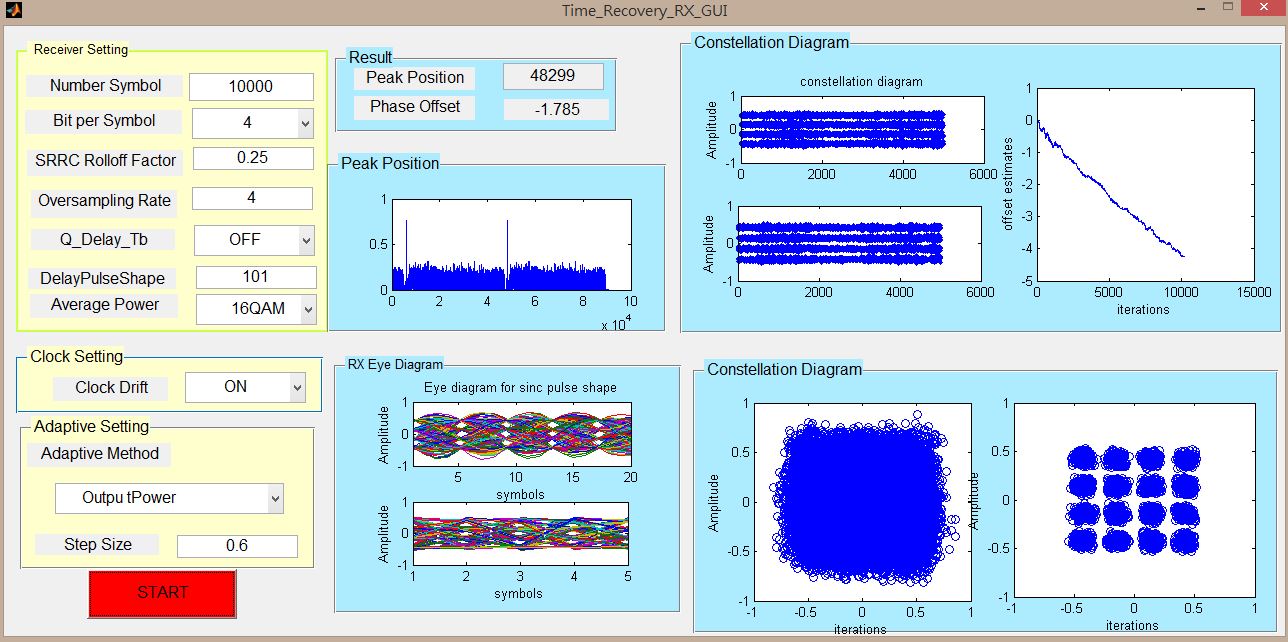 Time_Recovery_RX_GUI
Receiver Setting
Number Symbol
10000
Bit per Symbol
4
SRRC Rolloff Factor
0.25
Oversampling Rate
4
Q_Delay_Tb
OFF
DelayPulseShape
101
Average Power
16QAM
Clock Setting
Clock Drift
ON
Adaptive Setting
Adaptive Method
Outpu tPower
Step Size
0.6
START
Result
Peak Position
48299
Phase Offset
-1.785
Peak Position
1
0.5
0
0 2 4 6 8 10
x 10^4
RX Eye Diagram
Eye diagram for sinc pulse shape
Amplitude
1
0
-1
5 10 15 20
symbols
Amplitude
1
0
-1
1 2 3 4 5
symbols
Constellation Diagram
constellation diagram
Amplitude
1
0
-1
0 2000 4000 6000
Amplitude
1
0
-1
0 2000 4000 6000
offset estimates
1
0
-1
-2
-3
-4
-5
0 5000 10000 15000
iterations
Constellation Diagram
Amplitude
1
0.5
0
-0.5
-1
-1 0 0.5 1
iterations
Amplitude
1
0.5
0
-0.5
-1
-1 -0.5 0 0.5 1
iterations